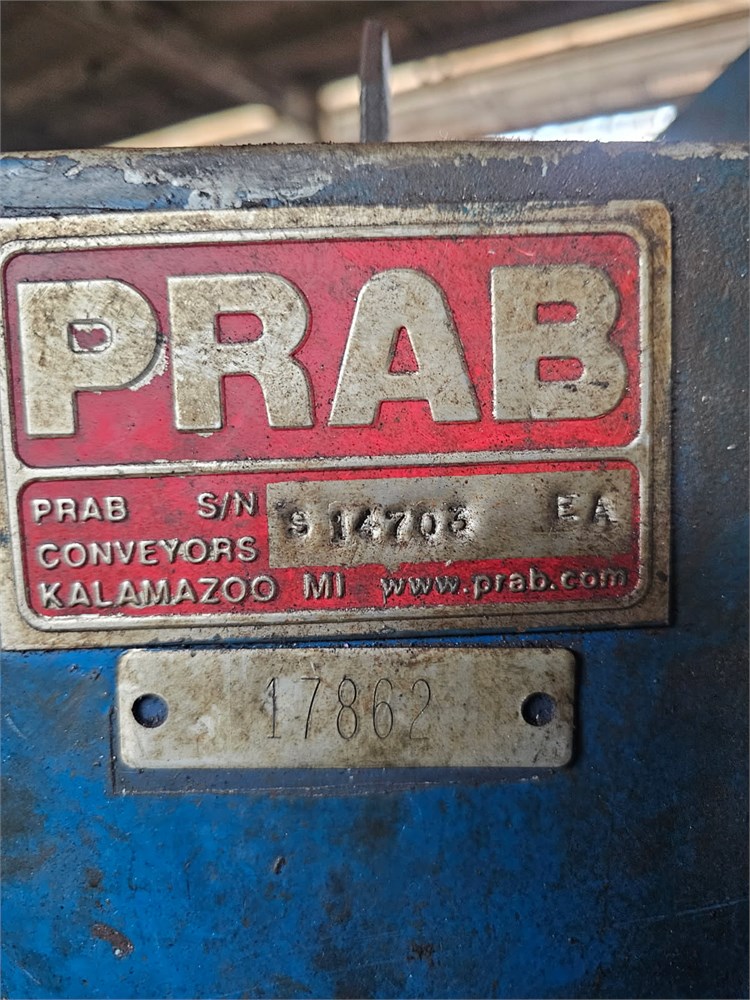 PRAB
PRAB S/N S 14703 EA
CONVEYORS
KALAMAZOO MI www.prab.com
17862